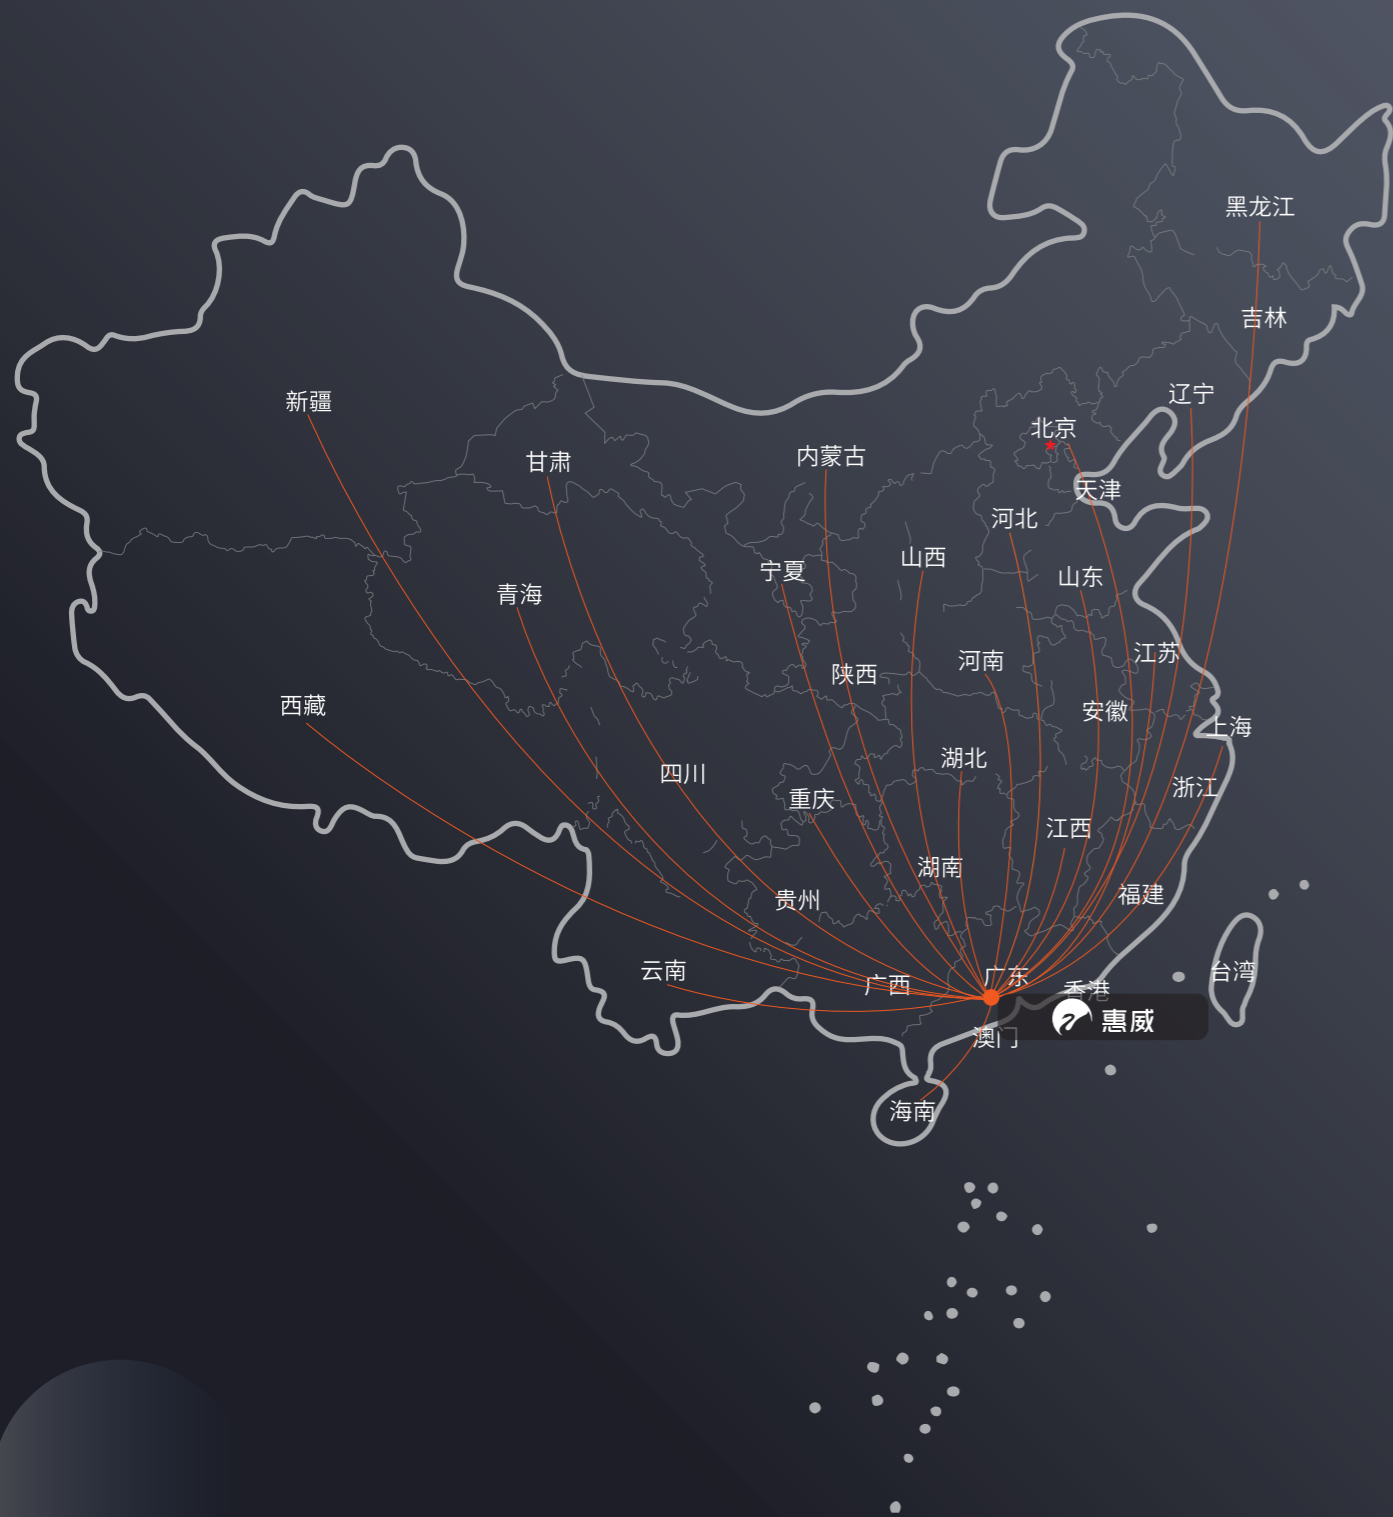 黑龙江
吉林
辽宁
新疆
北京
内蒙古
甘肃
天津
河北
山西
宁夏
山东
青海
江苏
河南
陕西
西藏
安徽
上海
湖北
四川
浙江
重庆
江西
湖南
福建
贵州
云南
台湾
广东
广西
香港
惠威
澳门
海南